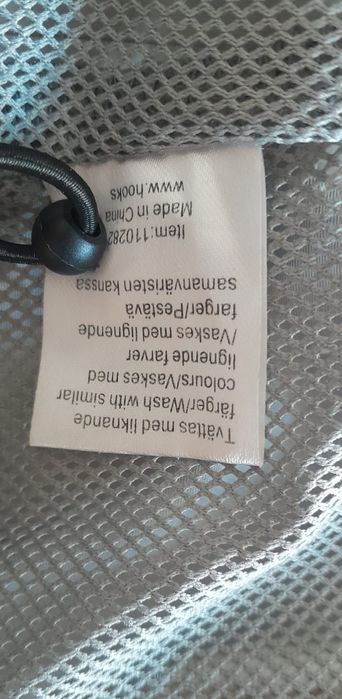 Tvättas med liknande
färger/Wash with similar
colours/Vaskes med
lignende farver
/Vaskes med lignende
farger/Pestävä
samanväristen kanssa
Item:110282
Made in China
www.hooks